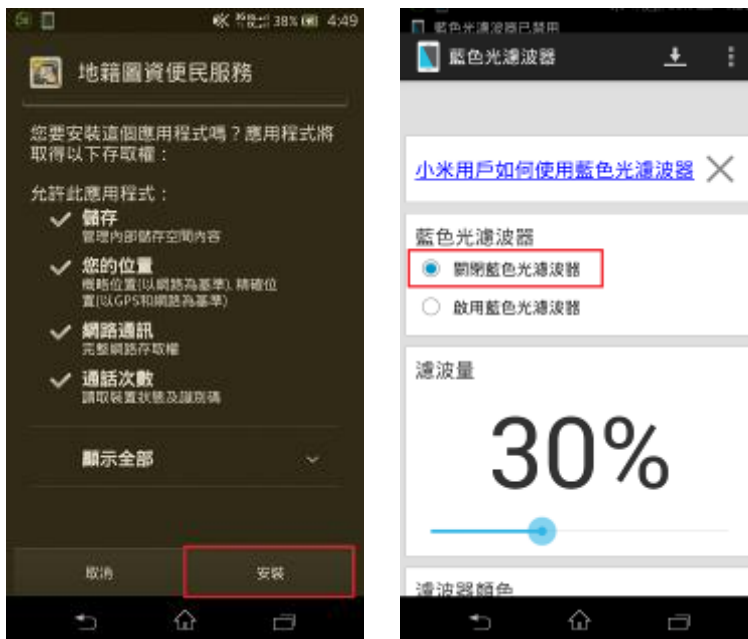 38% 4:49
地籍圖資便民服務
您要安裝這個應用程式嗎？應用程式將
取得以下存取權：
允許此應用程式：
儲存
管理內部儲存空間內容
您的位置
概略位置(以網路為基準), 精確位
置(以GPS和網路為基準)
網路通訊
完整網路存取權
通話次數
讀取裝置狀態及識別碼
顯示全部
取消
安裝
藍色光濾波器已禁用
藍色光濾波器
小米用戶如何使用藍色光濾波器
藍色光濾波器
關閉藍色光濾波器
啟用藍色光濾波器
濾波量
30%
濾波器顏色